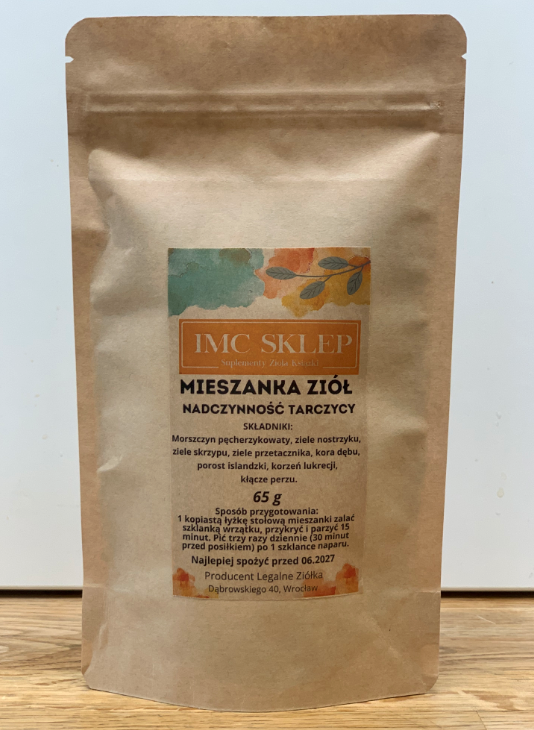 IMC SKLEP
Suplementy Zioła Książki
MIESZANKA ZIÓŁ
NADCZYNNOŚĆ TARCZYCY
SKŁADNIKI:
Morszczyn pęcherzykowaty, ziele nostrzyku,
ziele skrzypu, ziele przetacznika, kora dębu,
porost islandzki, korzeń lukrecji,
kłącze perzu.
65 g
Sposób przygotowania:
1 kopiastą łyżkę stołową mieszanki zalać
szklanką wrzątku, przykryć i parzyć 15
minut. Pić trzy razy dziennie (30 minut
przed posiłkiem) po 1 szklance naparu.
Najlepiej spożyć przed 06.2027
Producent Legalne Ziółka
Dąbrowskiego 40, Wrocław